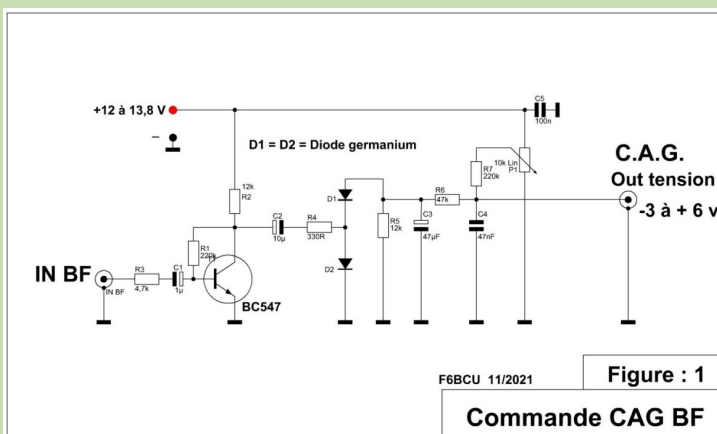 +12 à 13,8 V
–
D1 = D2 = Diode germanium
C5
100n
C.A.G.
Out tension
-3 à + 6 v
10k Lin
P1
R7
220k
R6
47k
12k
R2
D1
C2
10µ
R4
330R
R5
12k
C3
47µF
C4
47nF
D2
R1
220k
IN BF
IN BF
R3
4,7k
C1
1µ
BC547
F6BCU 11/2021
Figure : 1
Commande CAG BF